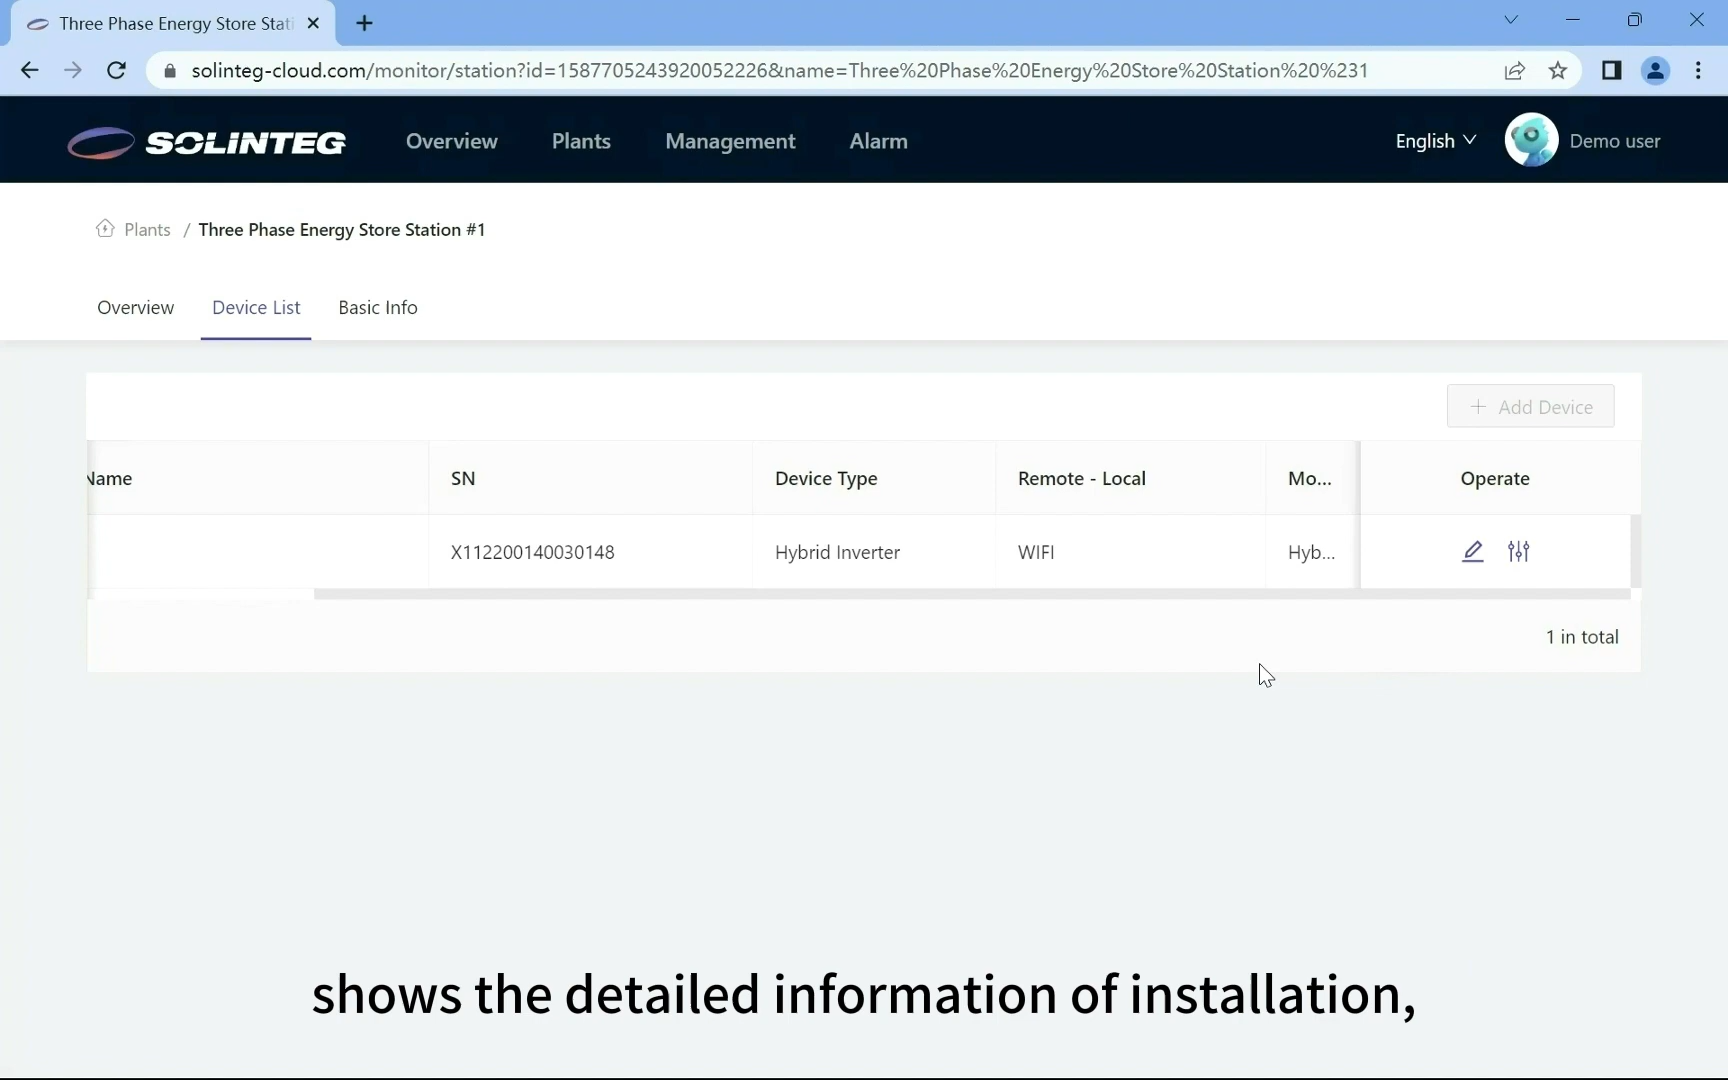 Three Phase Energy Store Stati
solinteg-cloud.com/monitor/station?id=1587705243920052226&name=Three%20Phase%20Energy%20Store%20Station%20%231
SOLINTEG Overview Plants Management Alarm English Demo user
Plants / Three Phase Energy Store Station #1
Overview Device List Basic Info
+ Add Device
Name SN Device Type Remote - Local Mo... Operate
X112200140030148 Hybrid Inverter WIFI Hyb...
1 in total
shows the detailed information of installation,